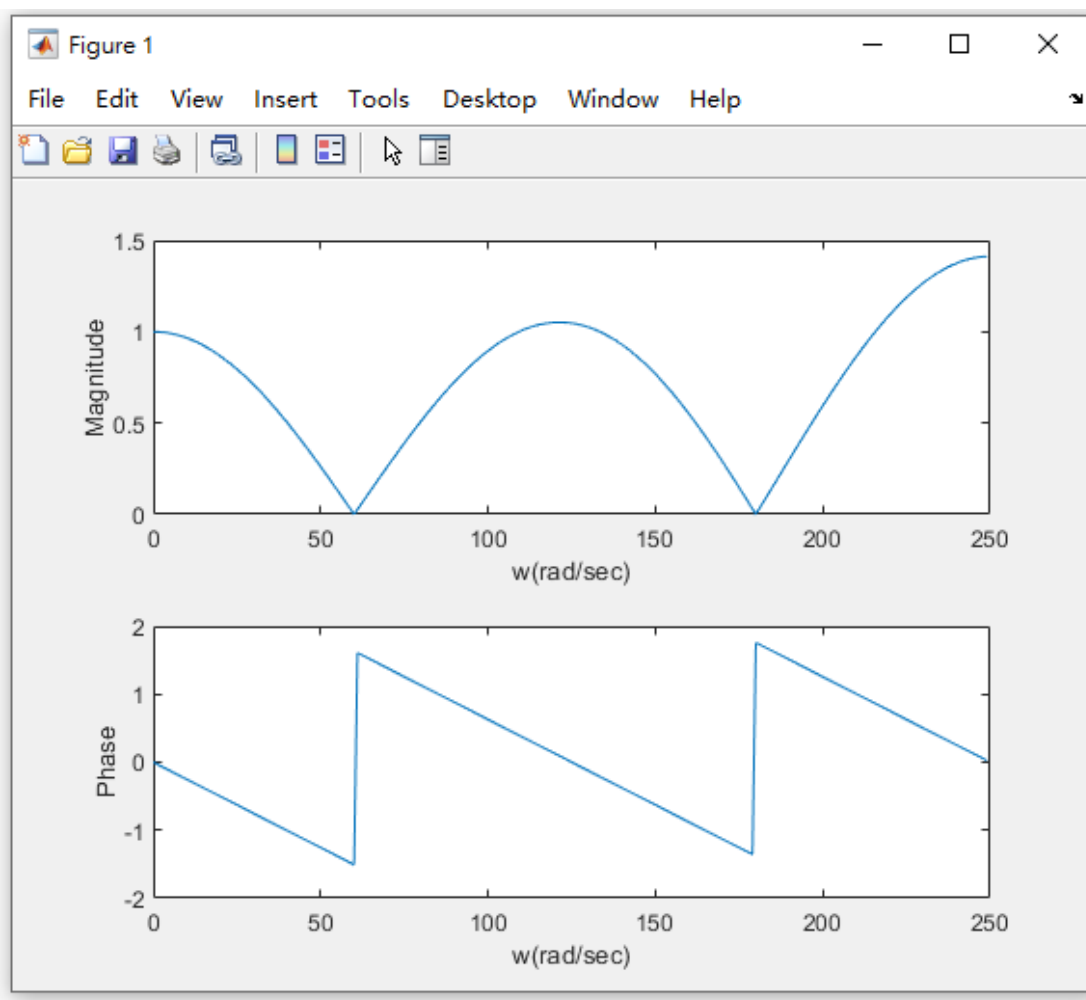 Figure 1
File Edit View Insert Tools Desktop Window Help
1.5
1
0.5
0
Magnitude
0 50 100 150 200 250
w(rad/sec)
2
1
0
-1
-2
Phase
0 50 100 150 200 250
w(rad/sec)